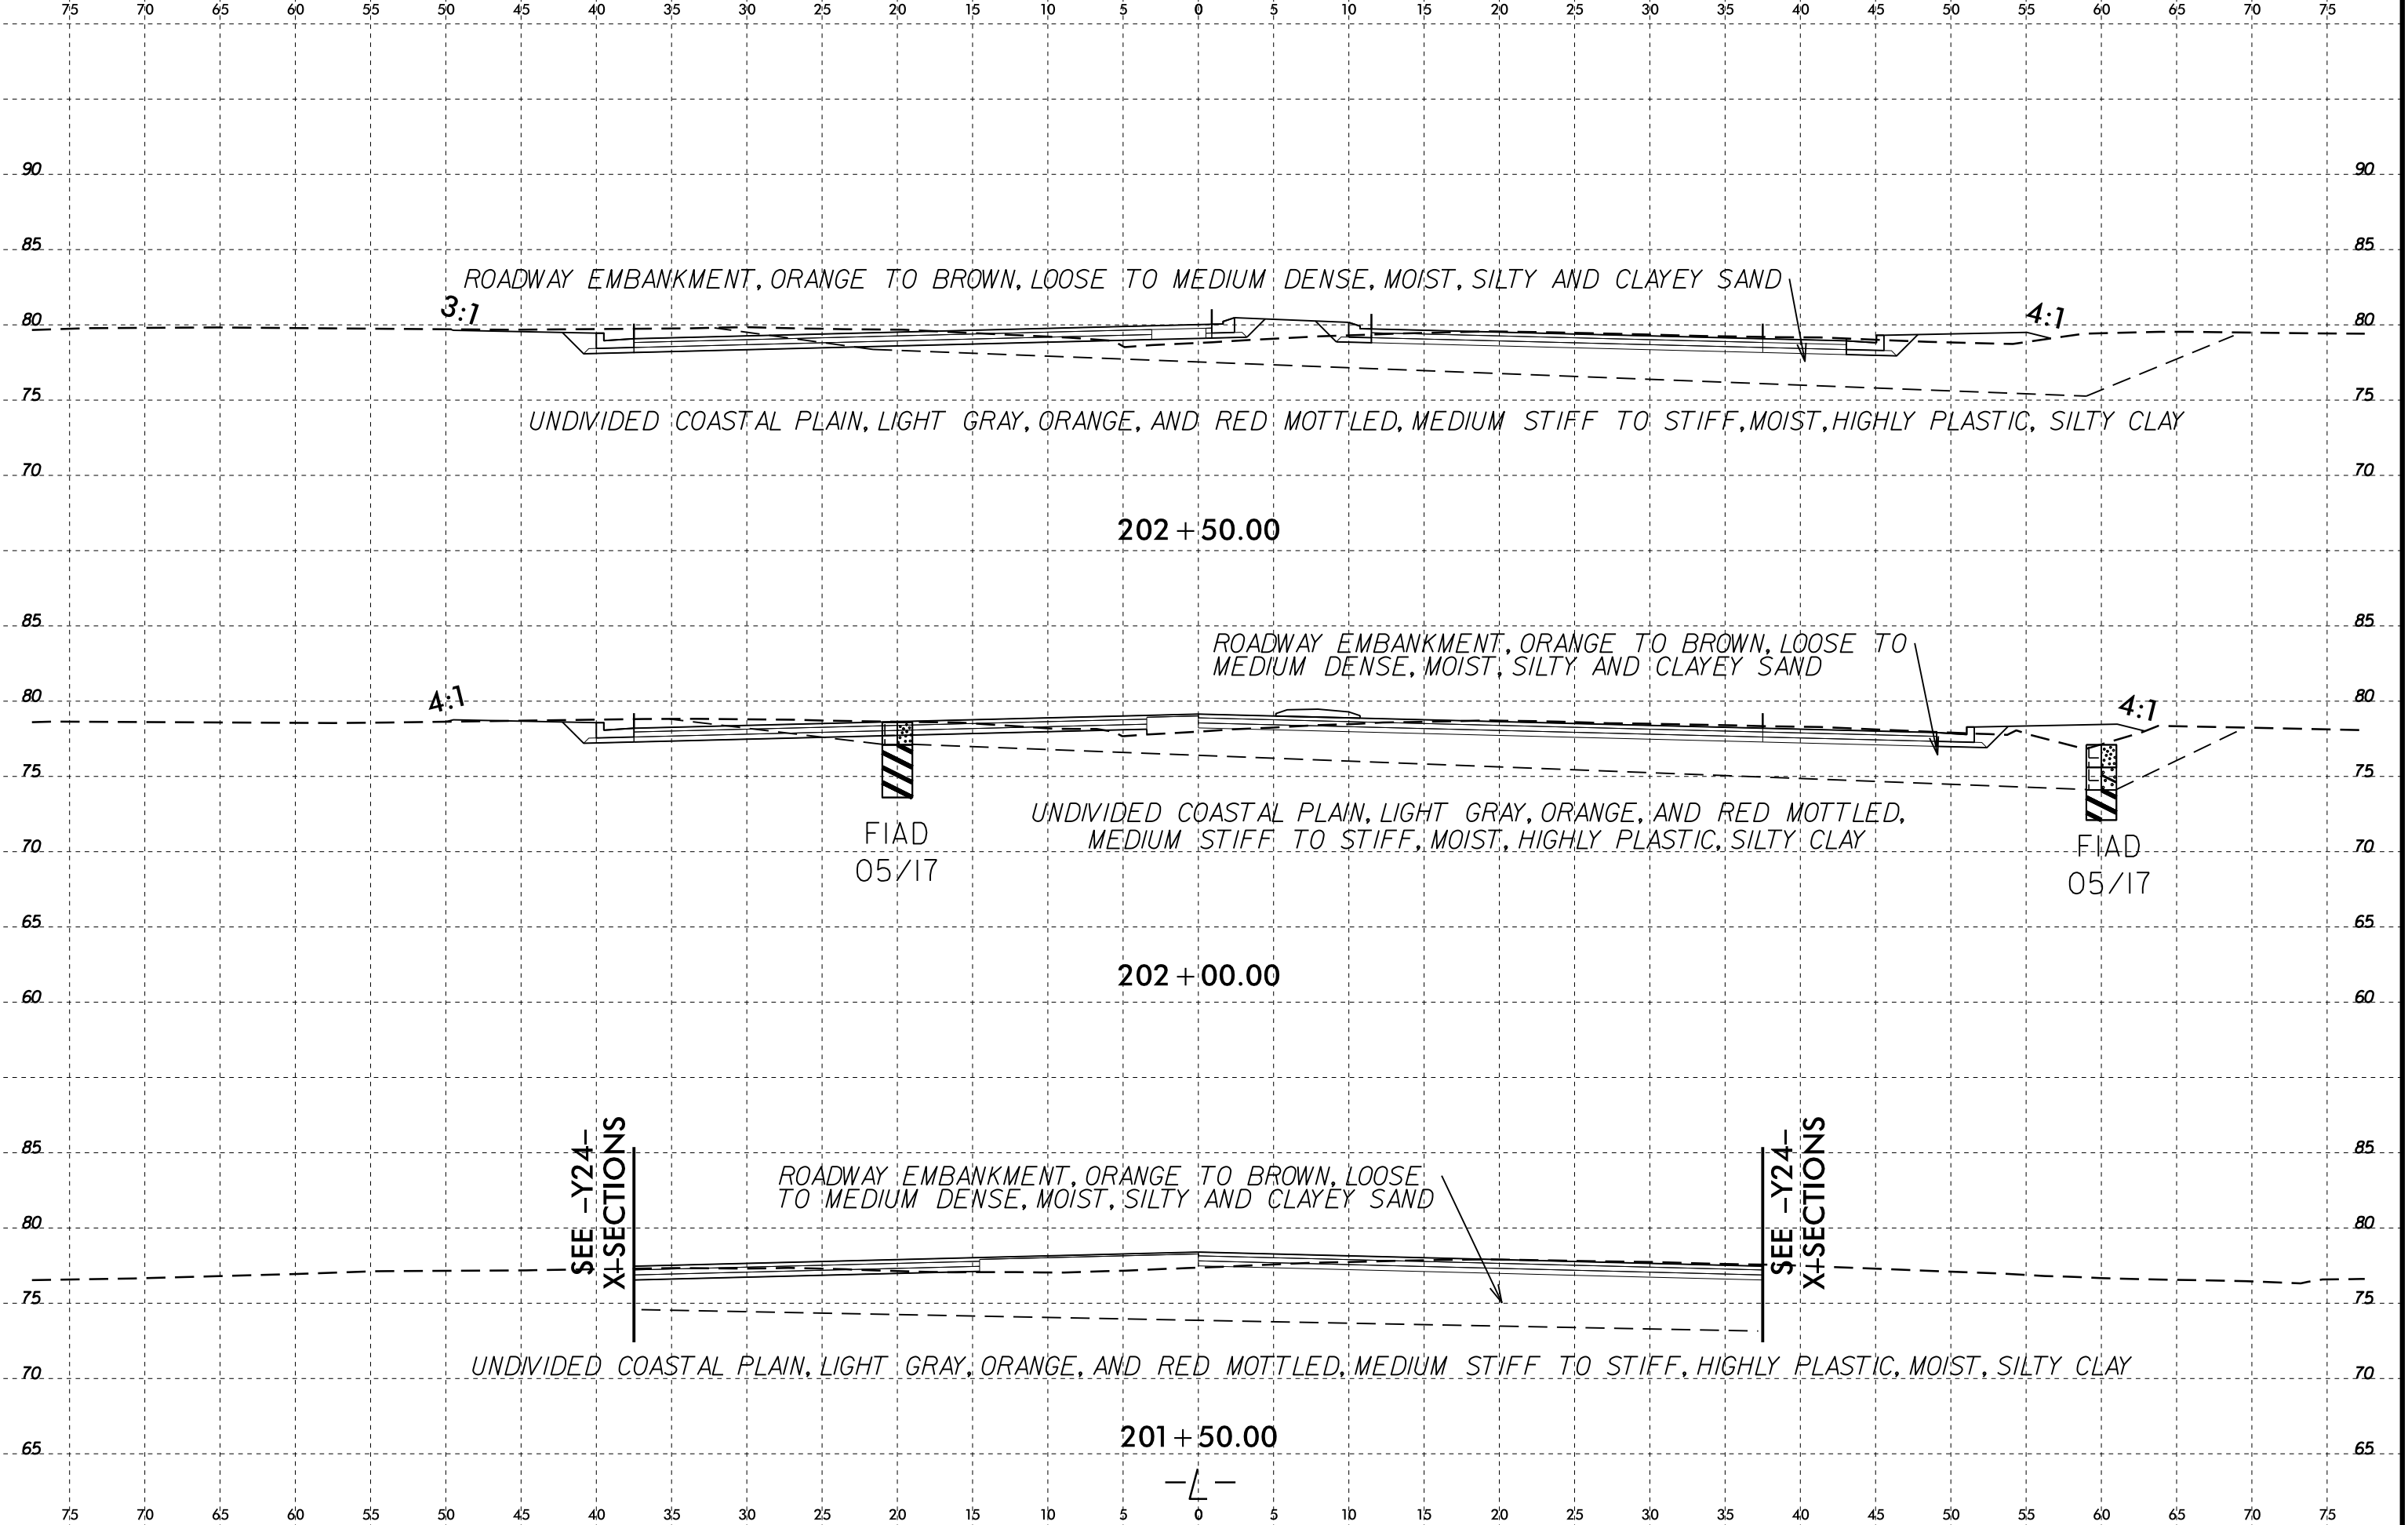 75 70 65 60 55 50 45 40 35 30 25 20 15 10 5 0 5 10 15 20 25 30 35 40 45 50 55 60 65 70 75
90 90
85 85
ROADWAY EMBANKMENT, ORANGE TO BROWN, LOOSE TO MEDIUM DENSE, MOIST, SILTY AND CLAYEY SAND
3:1 4:1
80 80
75 75
UNDIVIDED COASTAL PLAIN, LIGHT GRAY, ORANGE, AND RED MOTTLED, MEDIUM STIFF TO STIFF, MOIST, HIGHLY PLASTIC, SILTY CLAY
70 70
202+50.00
85 85
ROADWAY EMBANKMENT, ORANGE TO BROWN, LOOSE TO
MEDIUM DENSE, MOIST, SILTY AND CLAYEY SAND
80 80
4:1 4:1
75 75
UNDIVIDED COASTAL PLAIN, LIGHT GRAY, ORANGE, AND RED MOTTLED,
MEDIUM STIFF TO STIFF, MOIST, HIGHLY PLASTIC, SILTY CLAY
FIAD
05/17
FIAD
05/17
70 70
65 65
202+00.00
60 60
85 85
SEE -Y24-
X-SECTIONS
ROADWAY EMBANKMENT, ORANGE TO BROWN, LOOSE
TO MEDIUM DENSE, MOIST, SILTY AND CLAYEY SAND
SEE -Y24-
X-SECTIONS
80 80
75 75
UNDIVIDED COASTAL PLAIN, LIGHT GRAY, ORANGE, AND RED MOTTLED, MEDIUM STIFF TO STIFF, HIGHLY PLASTIC, MOIST, SILTY CLAY
70 70
201+50.00
65 65
-L-
75 70 65 60 55 50 45 40 35 30 25 20 15 10 5 0 5 10 15 20 25 30 35 40 45 50 55 60 65 70 75